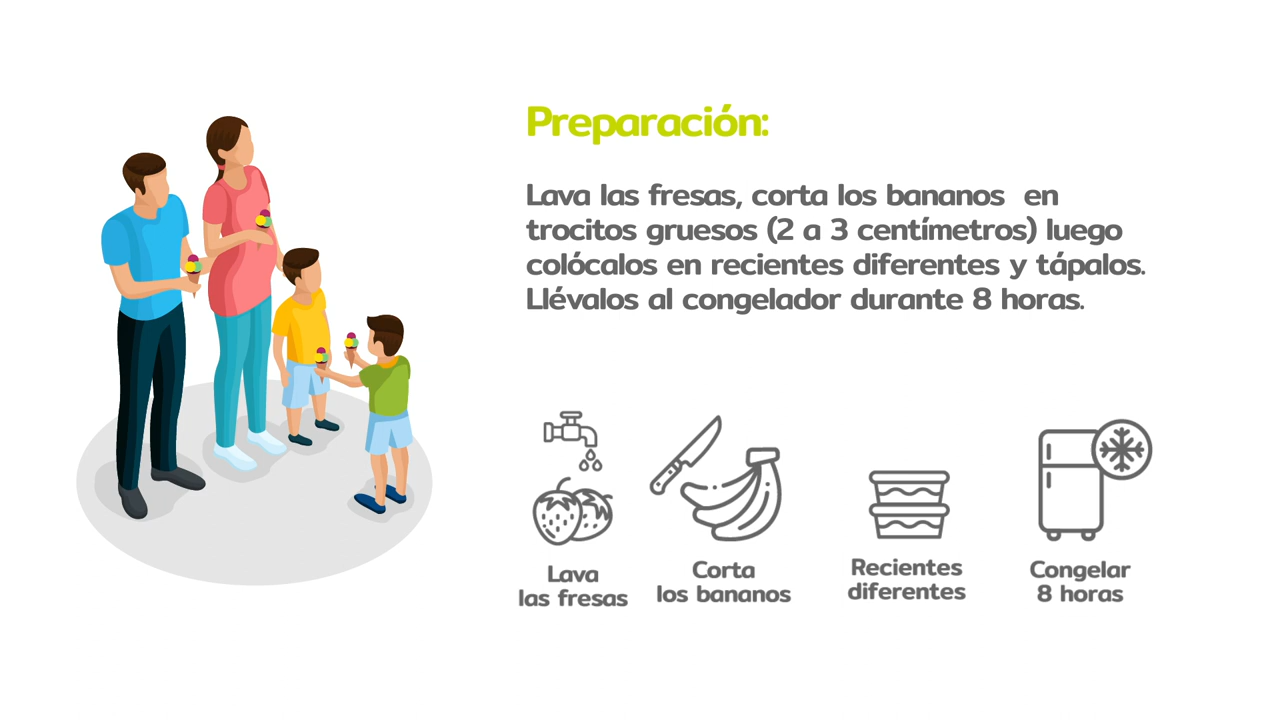 Preparación:
Lava las fresas, corta los bananos en
trocitos gruesos (2 a 3 centímetros) luego
colócalos en recientes diferentes y tápalos.
Llévalos al congelador durante 8 horas.
Lava
las fresas
Corta
los bananos
Recientes
diferentes
Congelar
8 horas